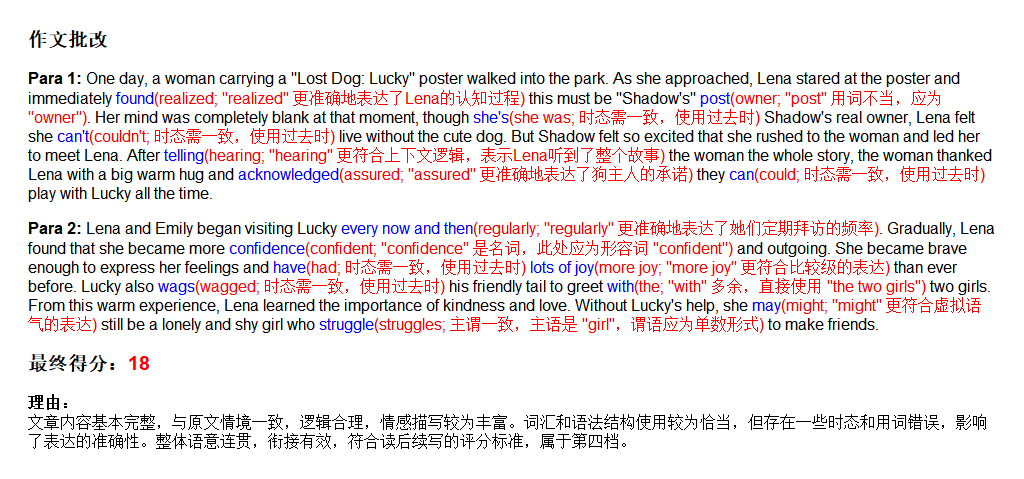 作文批改
Para 1: One day, a woman carrying a "Lost Dog: Lucky" poster walked into the park. As she approached, Lena stared at the poster and
immediately found(realized; "realized" 更准确地表达了Lena的认知过程) this must be "Shadow's" post(owner; "post" 用词不当，应为
"owner"). Her mind was completely blank at that moment, though she's(she was; 时态需一致，使用过去时) Shadow's real owner, Lena felt
she can't(couldn't; 时态需一致，使用过去时) live without the cute dog. But Shadow felt so excited that she rushed to the woman and led her
to meet Lena. After telling(hearing; "hearing" 更符合上下文逻辑，表示Lena听到了整个故事) the woman the whole story, the woman thanked
Lena with a big warm hug and acknowledged(assured; "assured" 更准确地表达了狗主人的承诺) they can(could; 时态需一致，使用过去时)
play with Lucky all the time.
Para 2: Lena and Emily began visiting Lucky every now and then(regularly; "regularly" 更准确地表达了她们定期拜访的频率). Gradually, Lena
found that she became more confidence(confident; "confidence" 是名词，此处应为形容词 "confident") and outgoing. She became brave
enough to express her feelings and have(had; 时态需一致，使用过去时) lots of joy(more joy; "more joy" 更符合比较级的表达) than ever
before. Lucky also wags(wagged; 时态需一致，使用过去时) his friendly tail to greet with(the; "with" 多余，直接使用 "the two girls") two girls.
From this warm experience, Lena learned the importance of kindness and love. Without Lucky's help, she may(might; "might" 更符合虚拟语
气的表达) still be a lonely and shy girl who struggle(struggles; 主谓一致，主语是 "girl"，谓语应为单数形式) to make friends.
最终得分：18
理由：
文章内容基本完整，与原文情境一致，逻辑合理，情感描写较为丰富。词汇和语法结构使用较为恰当，但存在一些时态和用词错误，影响
了表达的准确性。整体语意连贯，衔接有效，符合读后续写的评分标准，属于第四档。